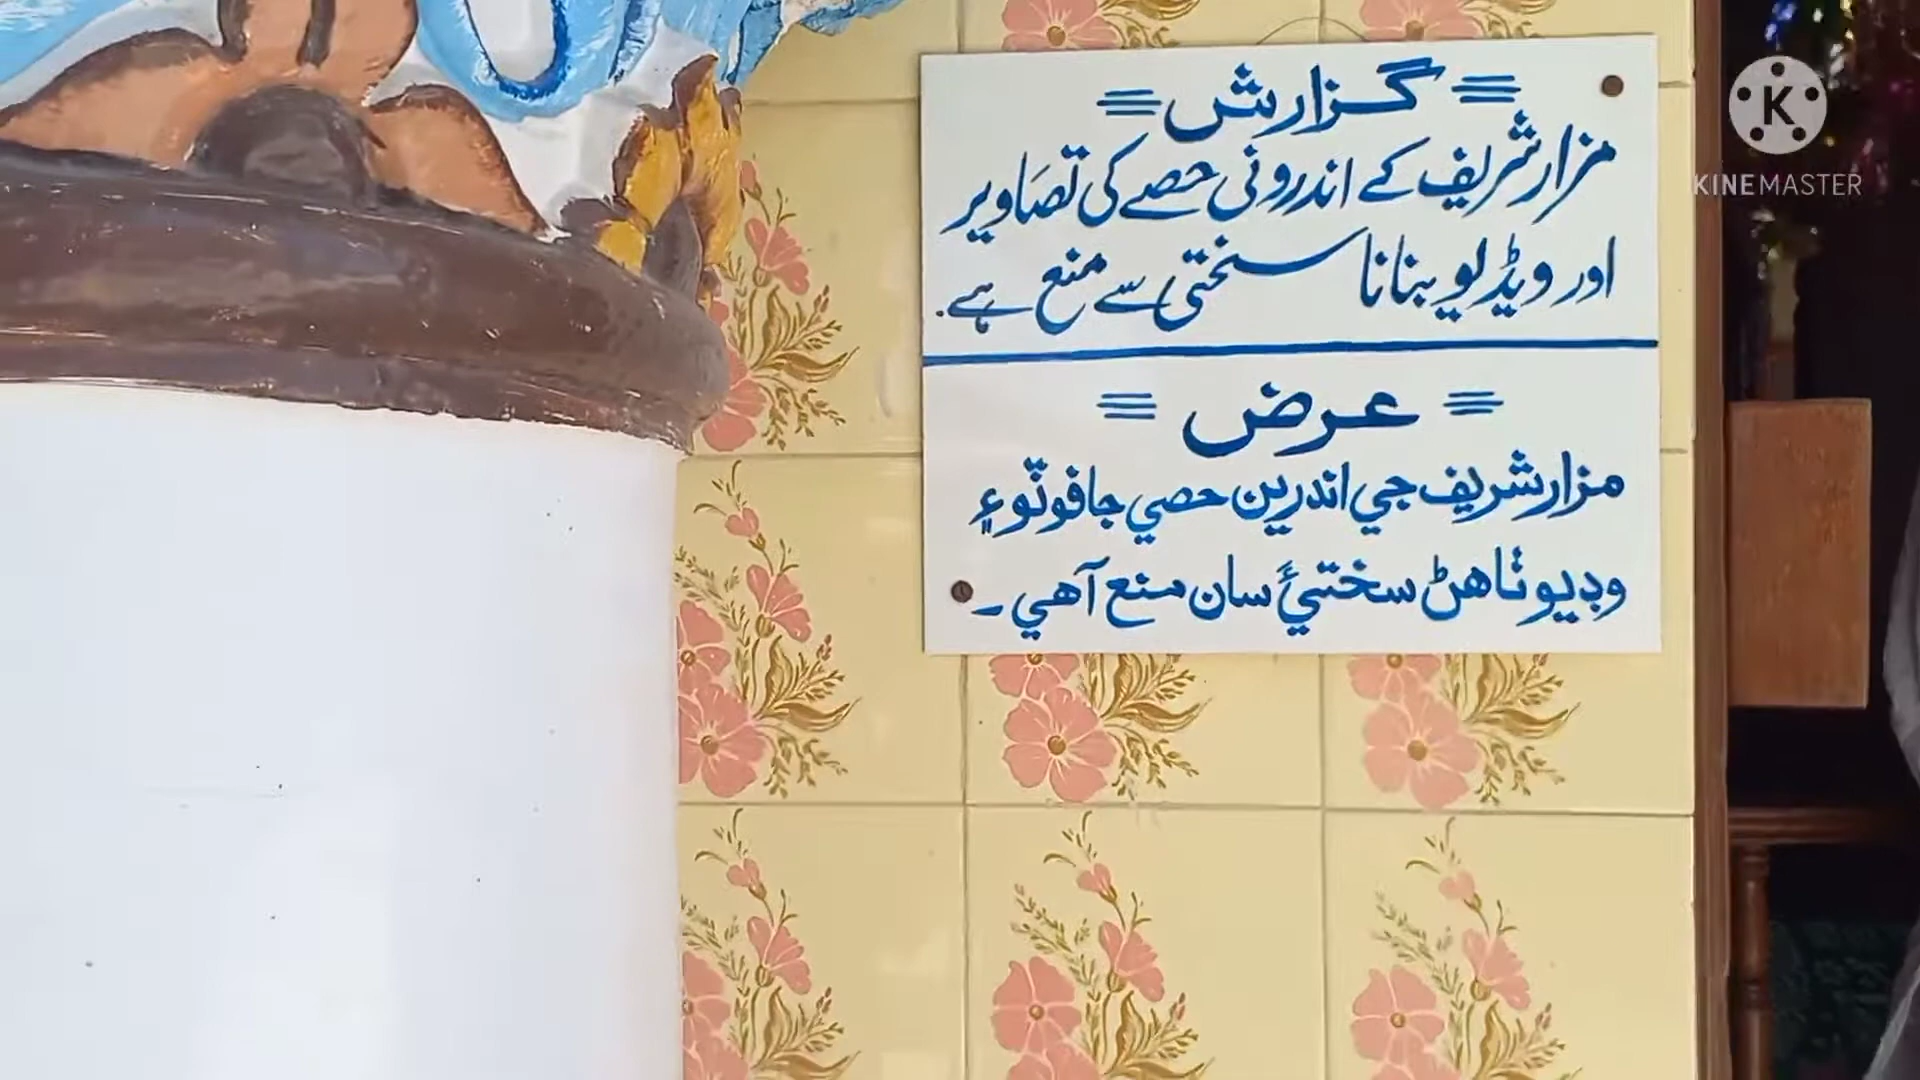 = گزارش =
مزار شریف کے اندرونی حصے کی تصاویر
اور ویڈیو بنانا سختی سے منع ہے۔
= عرض =
مزار شريف جي اندرين حصي جا فوٽو ۽
وڊيو ٺاهڻ سختيءَ سان منع آهي ۔
K
KINEMASTER